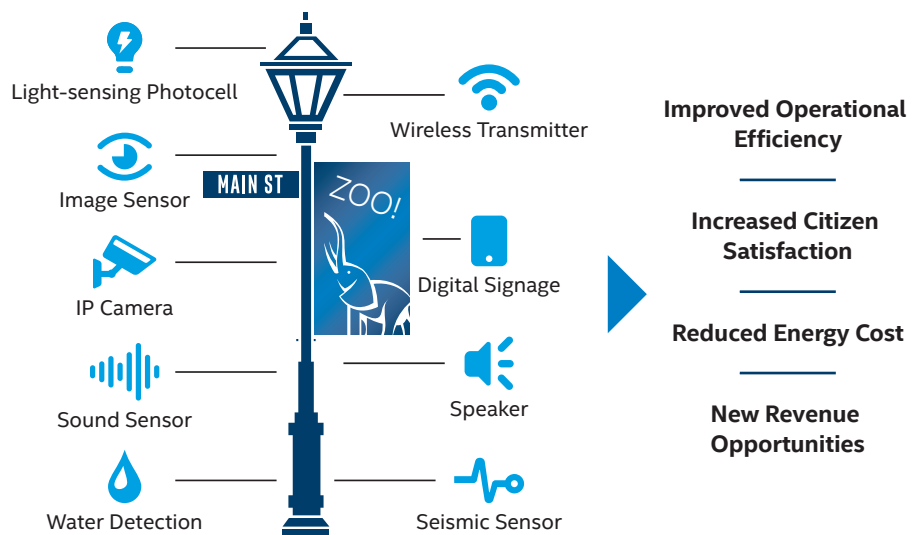 Light-sensing Photocell
Wireless Transmitter
Image Sensor
MAIN ST
ZOO!
IP Camera
Digital Signage
Sound Sensor
Speaker
Water Detection
Seismic Sensor
Improved Operational
Efficiency
Increased Citizen
Satisfaction
Reduced Energy Cost
New Revenue
Opportunities